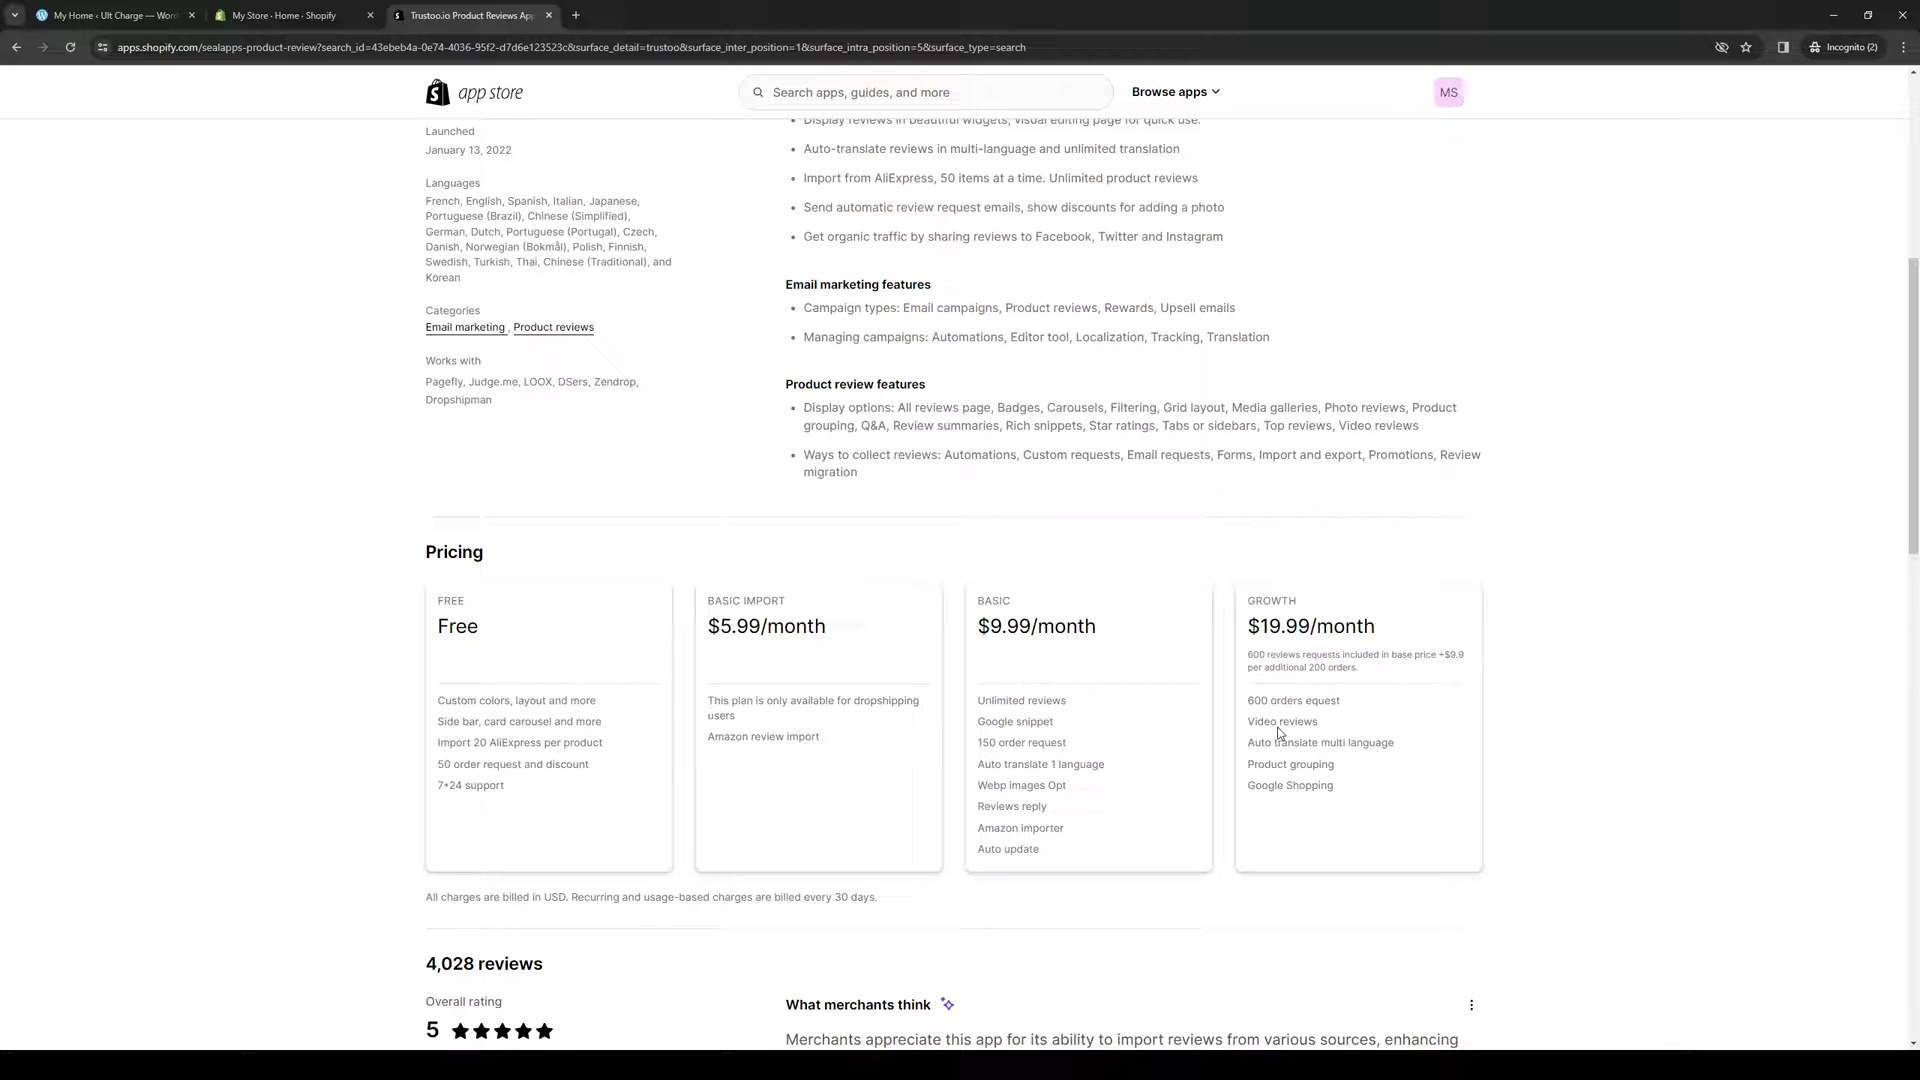 My Home ‹ Ult Charge — Word
My Store · Home · Shopify
Trustoo.io Product Reviews App
apps.shopify.com/sealapps-product-review?search_id=43ebeb4a-0e74-4036-95f2-d7d6e123523c&surface_detail=trustoo&surface_inter_position=1&surface_intra_position=5&surface_type=search
Incognito (2)
app store
Search apps, guides, and more
Browse apps
MS
Launched
January 13, 2022
Languages
French, English, Spanish, Italian, Japanese,
Portuguese (Brazil), Chinese (Simplified),
German, Dutch, Portuguese (Portugal), Czech,
Danish, Norwegian (Bokmål), Polish, Finnish,
Swedish, Turkish, Thai, Chinese (Traditional), and
Korean
Categories
Email marketing , Product reviews
Works with
Pagefly, Judge.me, LOOX, DSers, Zendrop,
Dropshipman
• Display reviews in beautiful widgets, visual editing page for quick use.
• Auto-translate reviews in multi-language and unlimited translation
• Import from AliExpress, 50 items at a time. Unlimited product reviews
• Send automatic review request emails, show discounts for adding a photo
• Get organic traffic by sharing reviews to Facebook, Twitter and Instagram
Email marketing features
• Campaign types: Email campaigns, Product reviews, Rewards, Upsell emails
• Managing campaigns: Automations, Editor tool, Localization, Tracking, Translation
Product review features
• Display options: All reviews page, Badges, Carousels, Filtering, Grid layout, Media galleries, Photo reviews, Product
grouping, Q&A, Review summaries, Rich snippets, Star ratings, Tabs or sidebars, Top reviews, Video reviews
• Ways to collect reviews: Automations, Custom requests, Email requests, Forms, Import and export, Promotions, Review
migration
Pricing
FREE
Free
Custom colors, layout and more
Side bar, card carousel and more
Import 20 AliExpress per product
50 order request and discount
7*24 support
BASIC IMPORT
$5.99/month
This plan is only available for dropshipping
users
Amazon review import
BASIC
$9.99/month
Unlimited reviews
Google snippet
150 order request
Auto translate 1 language
Webp images Opt
Reviews reply
Amazon importer
Auto update
GROWTH
$19.99/month
600 reviews requests included in base price +$9.9
per additional 200 orders.
600 orders equest
Video reviews
Auto translate multi language
Product grouping
Google Shopping
All charges are billed in USD. Recurring and usage-based charges are billed every 30 days.
4,028 reviews
Overall rating
5
What merchants think
Merchants appreciate this app for its ability to import reviews from various sources, enhancing